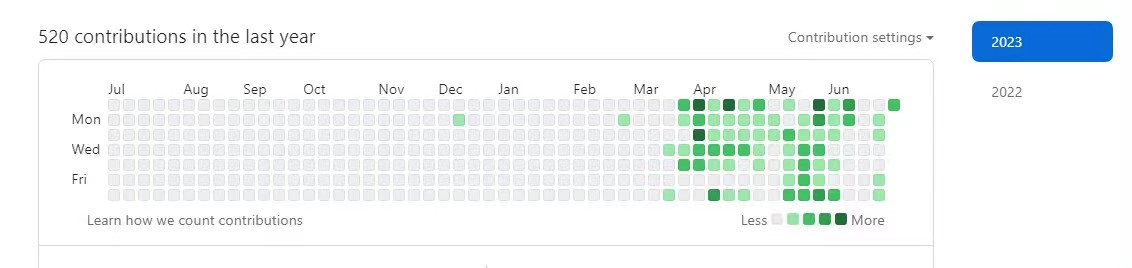 520 contributions in the last year
Contribution settings
2023
2022
Jul Aug Sep Oct Nov Dec Jan Feb Mar Apr May Jun
Mon
Wed
Fri
Learn how we count contributions
Less More